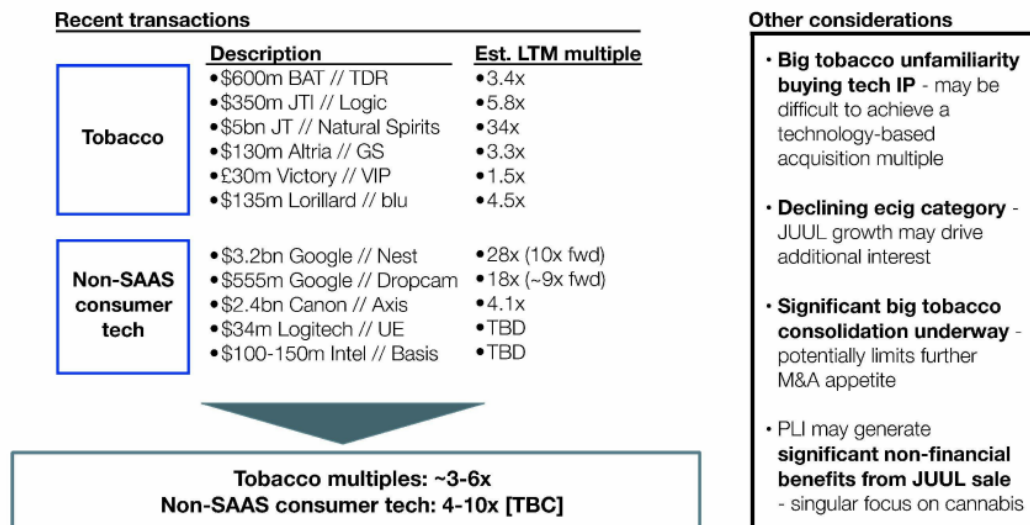 Recent transactions
Description Est. LTM multiple
Tobacco
•$600m BAT // TDR •3.4x
•$350m JTI // Logic •5.8x
•$5bn JT // Natural Spirits •34x
•$130m Altria // GS •3.3x
•£30m Victory // VIP •1.5x
•$135m Lorillard // blu •4.5x
Non-SAAS
consumer
tech
•$3.2bn Google // Nest •28x (10x fwd)
•$555m Google // Dropcam •18x (~9x fwd)
•$2.4bn Canon // Axis •4.1x
•$34m Logitech // UE •TBD
•$100-150m Intel // Basis •TBD
Tobacco multiples: ~3-6x
Non-SAAS consumer tech: 4-10x [TBC]
Other considerations
• Big tobacco unfamiliarity
buying tech IP - may be
difficult to achieve a
technology-based
acquisition multiple
• Declining ecig category -
JUUL growth may drive
additional interest
• Significant big tobacco
consolidation underway -
potentially limits further
M&A appetite
• PLI may generate
significant non-financial
benefits from JUUL sale
- singular focus on cannabis